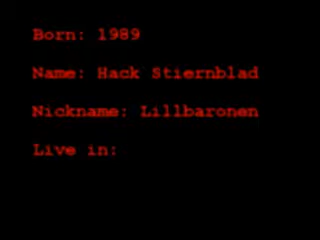 Born: 1989
Name: Hack Stiernblad
Nickname: Lillbaronen
Live in: